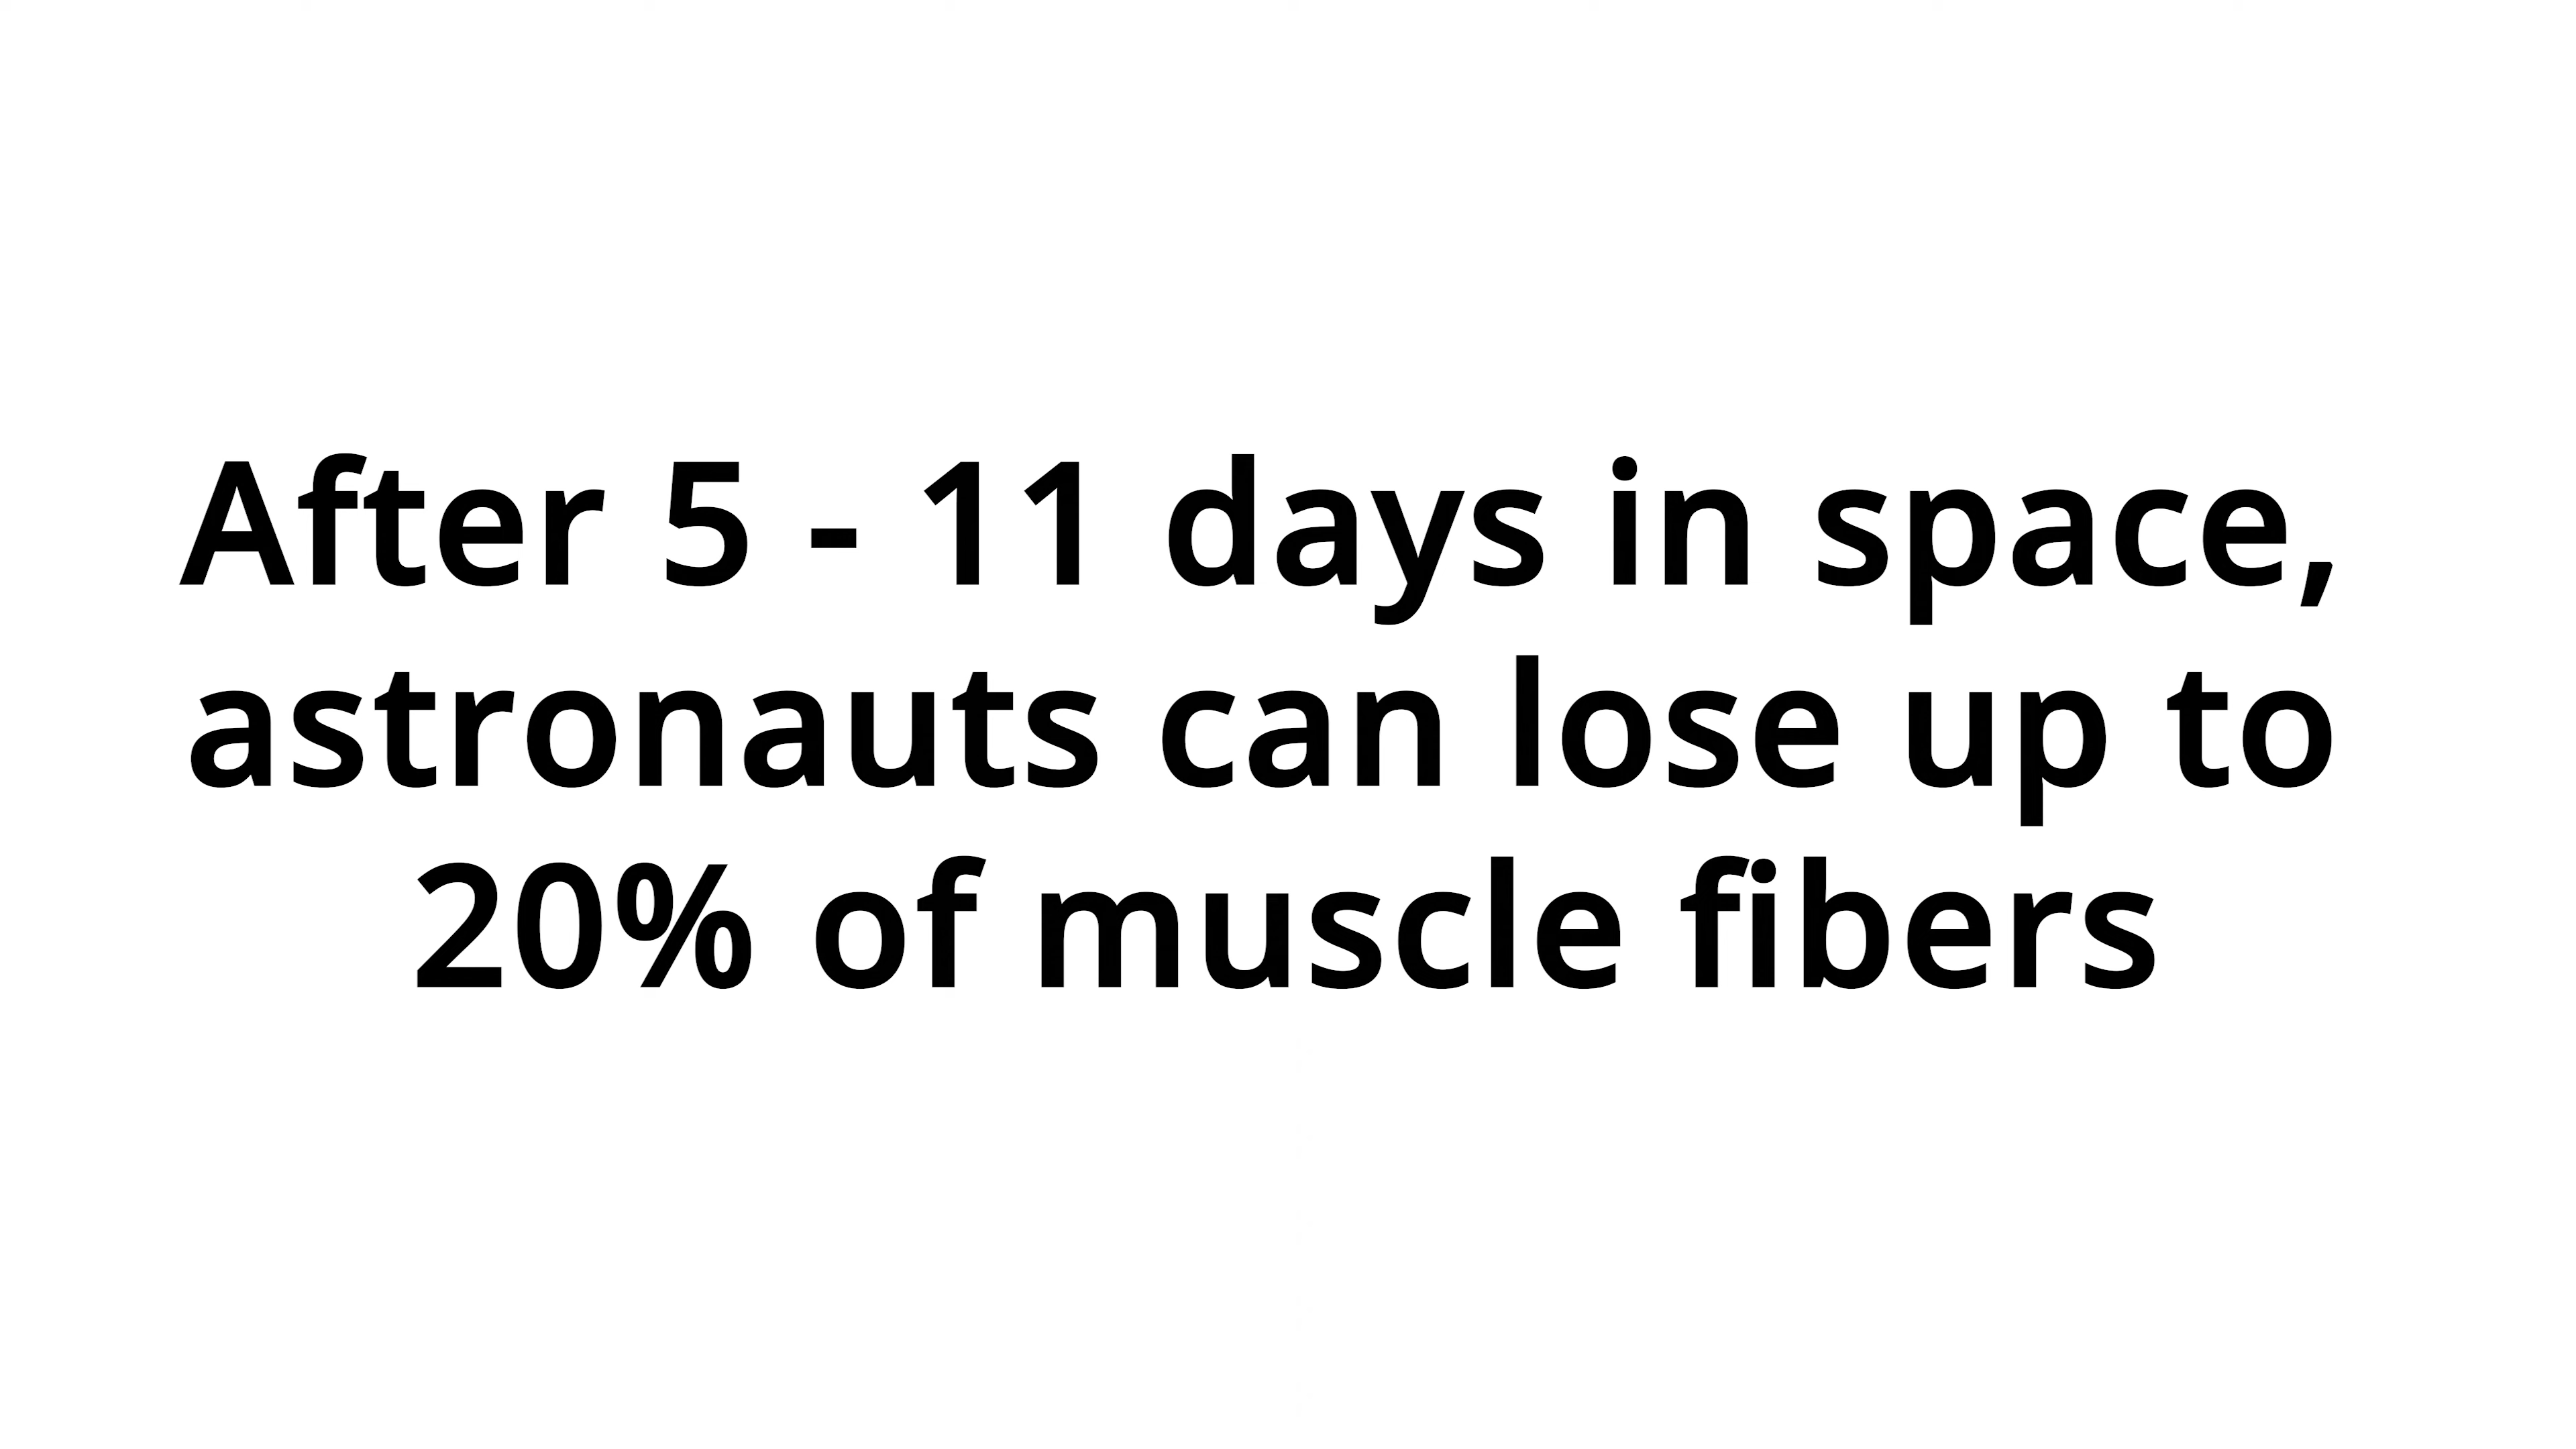 After 5 - 11 days in space,
astronauts can lose up to
20% of muscle fibers